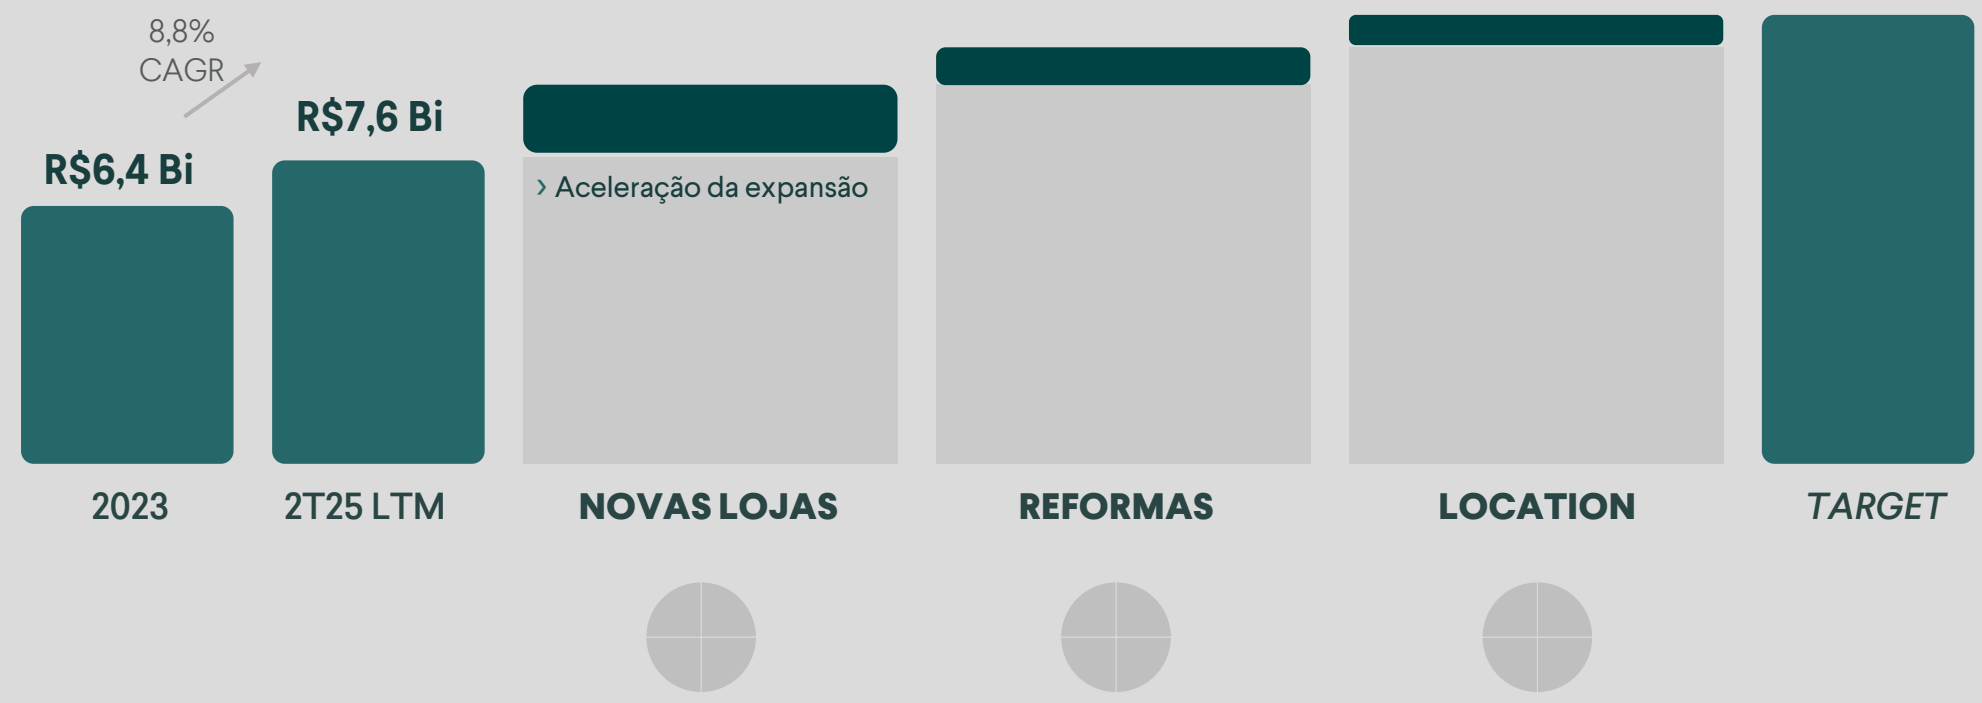 8,8%
CAGR
R$7,6 Bi
R$6,4 Bi
› Aceleração da expansão
2023
2T25 LTM
NOVAS LOJAS
REFORMAS
LOCATION
TARGET